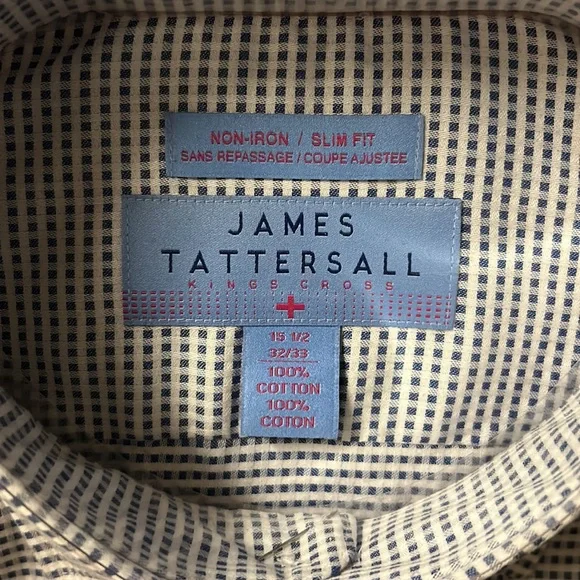 NON-IRON / SLIM FIT
SANS REPASSAGE / COUPE AJUSTEE
JAMES
TATTERSALL
KINGS CROSS
15 1/2
32/33
100%
COTTON
100%
COTON